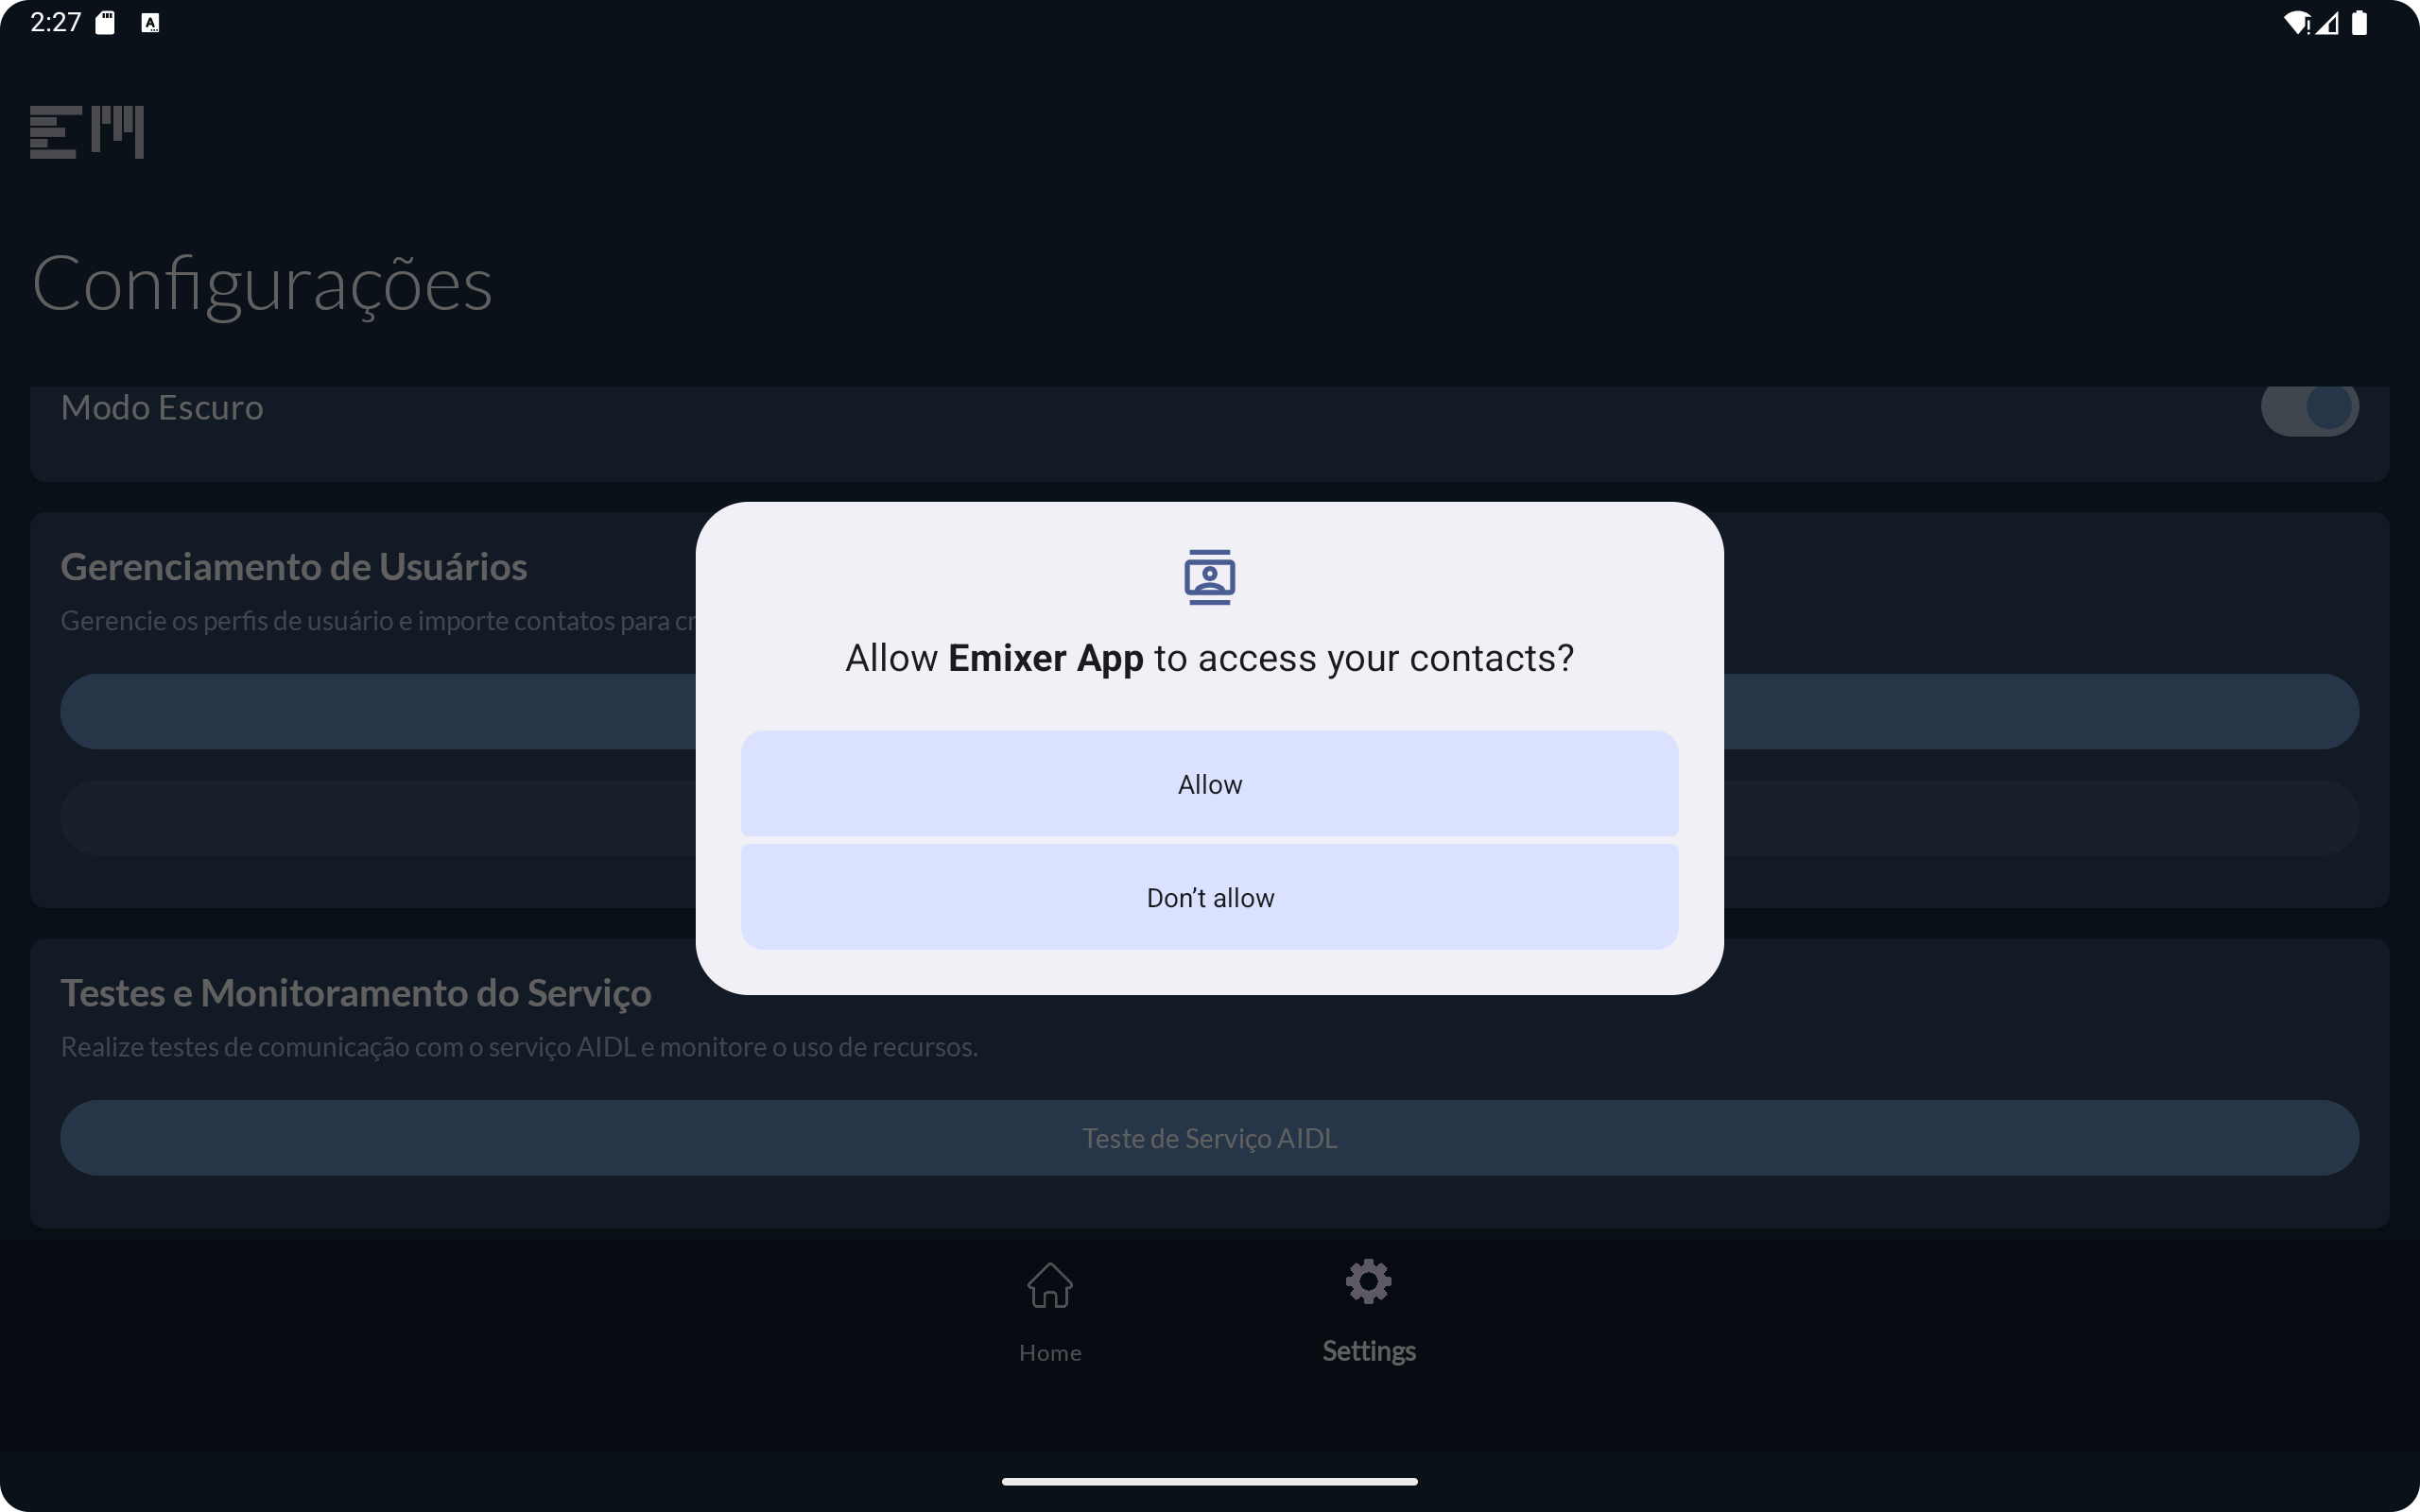 2:27
EM
Configurações
Modo Escuro
Gerenciamento de Usuários
Gerencie os perfis de usuário e importe contatos para
Allow Emixer App to access your contacts?
Allow
Don’t allow
Testes e Monitoramento do Serviço
Realize testes de comunicação com o serviço AIDL e monitore o uso de recursos.
Teste de Serviço AIDL
Home
Settings